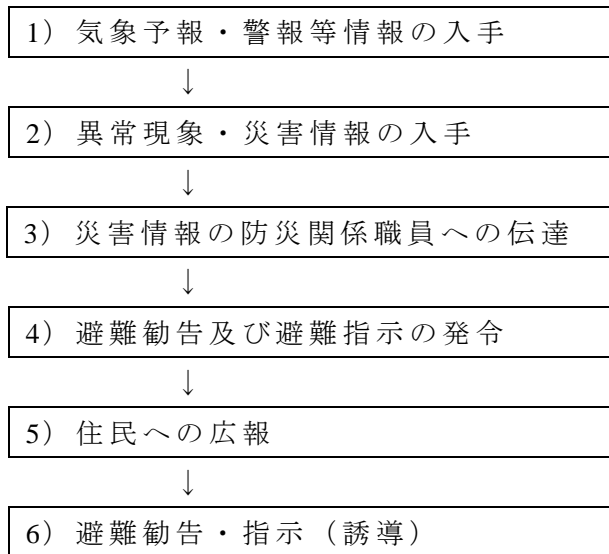 1）気象予報・警報等情報の入手
↓
2）異常現象・災害情報の入手
↓
3）災害情報の防災関係職員への伝達
↓
4）避難勧告及び避難指示の発令
↓
5）住民への広報
↓
6）避難勧告・指示（誘導）